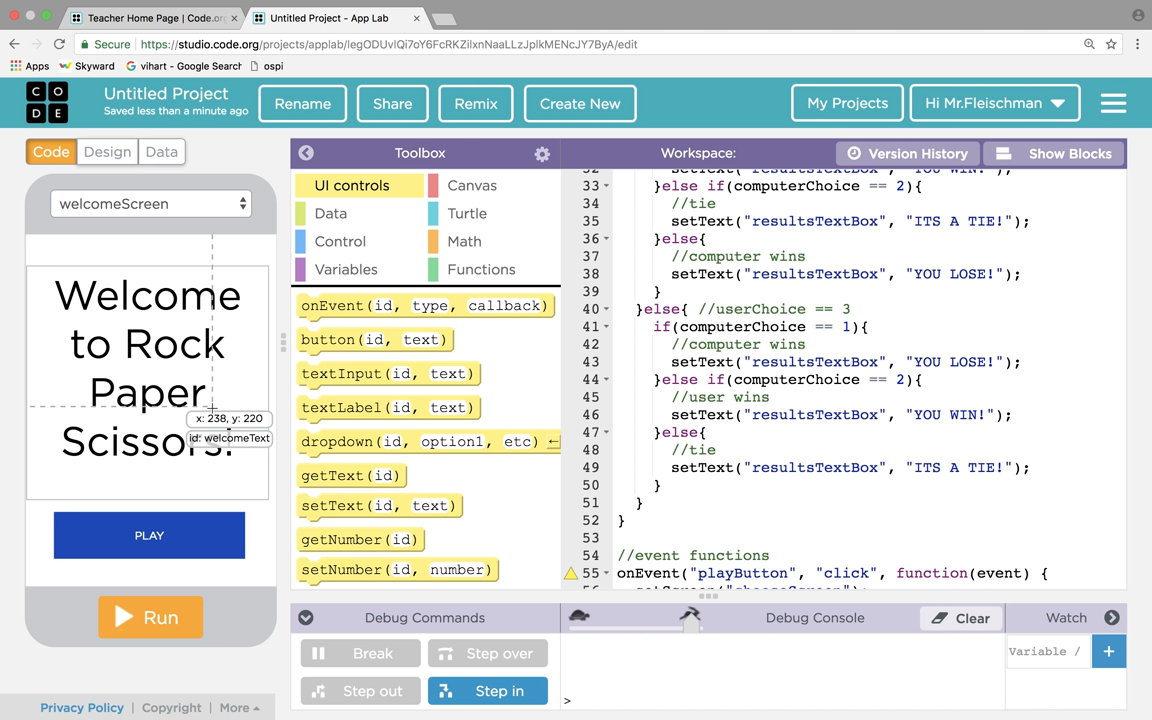 Teacher Home Page | Code.or
Untitled Project - App Lab
Secure
https://studio.code.org/projects/applab/legODUvlQi7oY6FcRKZilxnNaaLLzJplkMENcJY7ByA/edit
Apps
Skyward
vihart - Google Search
ospi
C O
D E
Untitled Project
Saved less than a minute ago
Rename
Share
Remix
Create New
My Projects
Hi Mr.Fleischman
Code
Design
Data
welcomeScreen
Welcome
to Rock
Paper
Scissors!
x: 238, y: 220
id: welcomeText
PLAY
Run
Toolbox
UI controls
Canvas
Data
Turtle
Control
Math
Variables
Functions
onEvent(id, type, callback)
button(id, text)
textInput(id, text)
textLabel(id, text)
dropdown(id, option1, etc) ←
getText(id)
setText(id, text)
getNumber(id)
setNumber(id, number)
Workspace:
Version History
Show Blocks
32 setText("resultsTextBox", "YOU WIN!");
33 }else if(computerChoice == 2){
34 //tie
35 setText("resultsTextBox", "ITS A TIE!");
36 }else{
37 //computer wins
38 setText("resultsTextBox", "YOU LOSE!");
39 }
40 }else{ //userChoice == 3
41 if(computerChoice == 1){
42 //computer wins
43 setText("resultsTextBox", "YOU LOSE!");
44 }else if(computerChoice == 2){
45 //user wins
46 setText("resultsTextBox", "YOU WIN!");
47 }else{
48 //tie
49 setText("resultsTextBox", "ITS A TIE!");
50 }
51 }
52 }
53
54 //event functions
55 onEvent("playButton", "click", function(event) {
56 setScreen("chooseScreen");
Debug Commands
Debug Console
Clear
Watch
Break
Step over
Step out
Step in
Variable /
+
>
Privacy Policy | Copyright | More